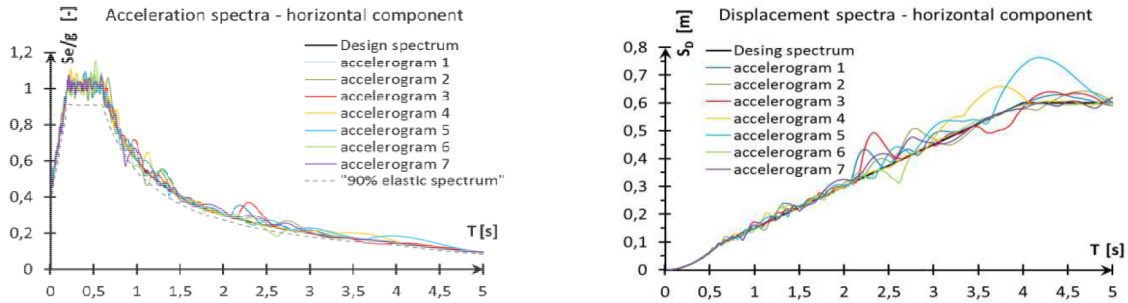 Acceleration spectra - horizontal component
Se/g [-]
1,2
1
0,8
0,6
0,4
0,2
0
Design spectrum
accelerogram 1
accelerogram 2
accelerogram 3
accelerogram 4
accelerogram 5
accelerogram 6
accelerogram 7
"90% elastic spectrum"
T [s]
0 0,5 1 1,5 2 2,5 3 3,5 4 4,5 5
Displacement spectra - horizontal component
S_D [m]
0,8
0,7
0,6
0,5
0,4
0,3
0,2
0,1
0
Desing spectrum
accelerogram 1
accelerogram 2
accelerogram 3
accelerogram 4
accelerogram 5
accelerogram 6
accelerogram 7
T [s]
0 0,5 1 1,5 2 2,5 3 3,5 4 4,5 5